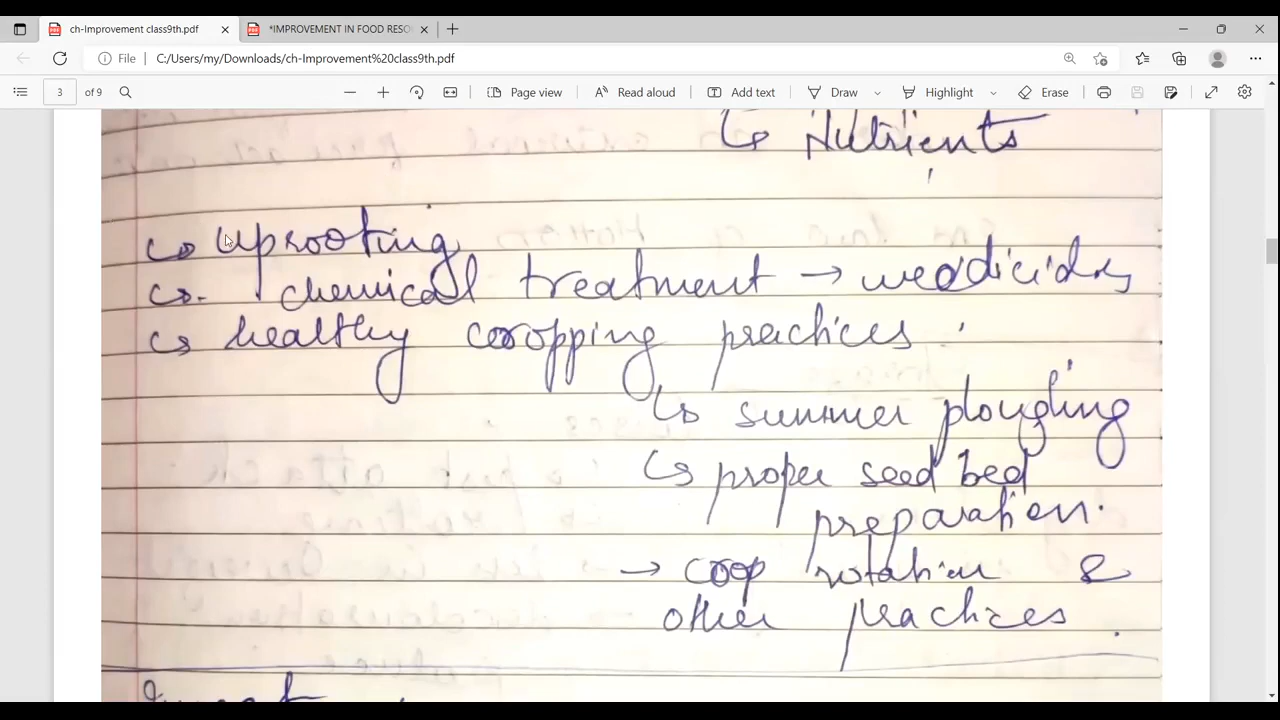 ch-Improvement class9th.pdf
*IMPROVEMENT IN FOOD RESO
File
C:/Users/my/Downloads/ch-Improvement%20class9th.pdf
3 of 9
Page view
Read aloud
Add text
Draw
Highlight
Erase
↳ Nutrients
↳ Uprooting
↳ chemical treatment → weedicides
↳ healthy cropping practices.
↳ summer ploughing
↳ proper seed bed
preparation.
→ crop rotation &
other practices.